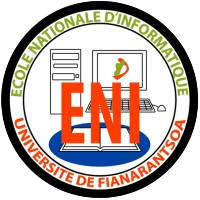 ECOLE NATIONALE D'INFORMATIQUE
ENI
UNIVERSITE DE FIANARANTSOA